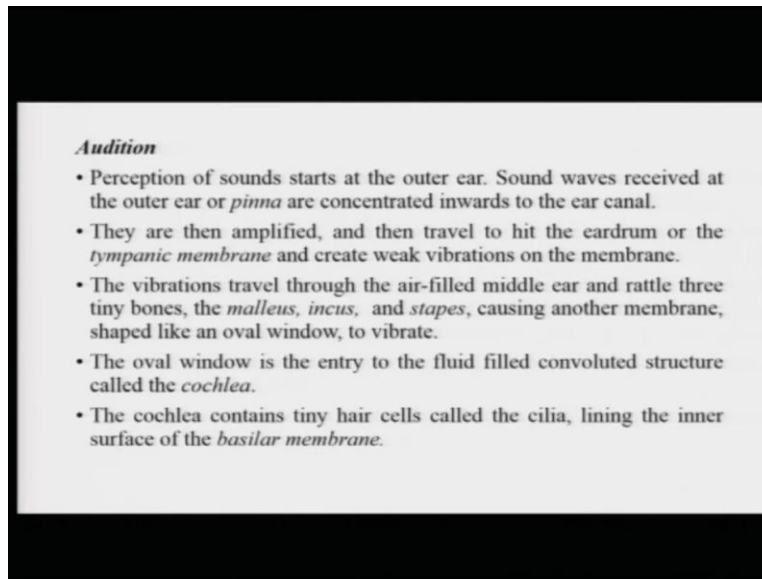 Audition
• Perception of sounds starts at the outer ear. Sound waves received at
the outer ear or pinna are concentrated inwards to the ear canal.
• They are then amplified, and then travel to hit the eardrum or the
tympanic membrane and create weak vibrations on the membrane.
• The vibrations travel through the air-filled middle ear and rattle three
tiny bones, the malleus, incus, and stapes, causing another membrane,
shaped like an oval window, to vibrate.
• The oval window is the entry to the fluid filled convoluted structure
called the cochlea.
• The cochlea contains tiny hair cells called the cilia, lining the inner
surface of the basilar membrane.